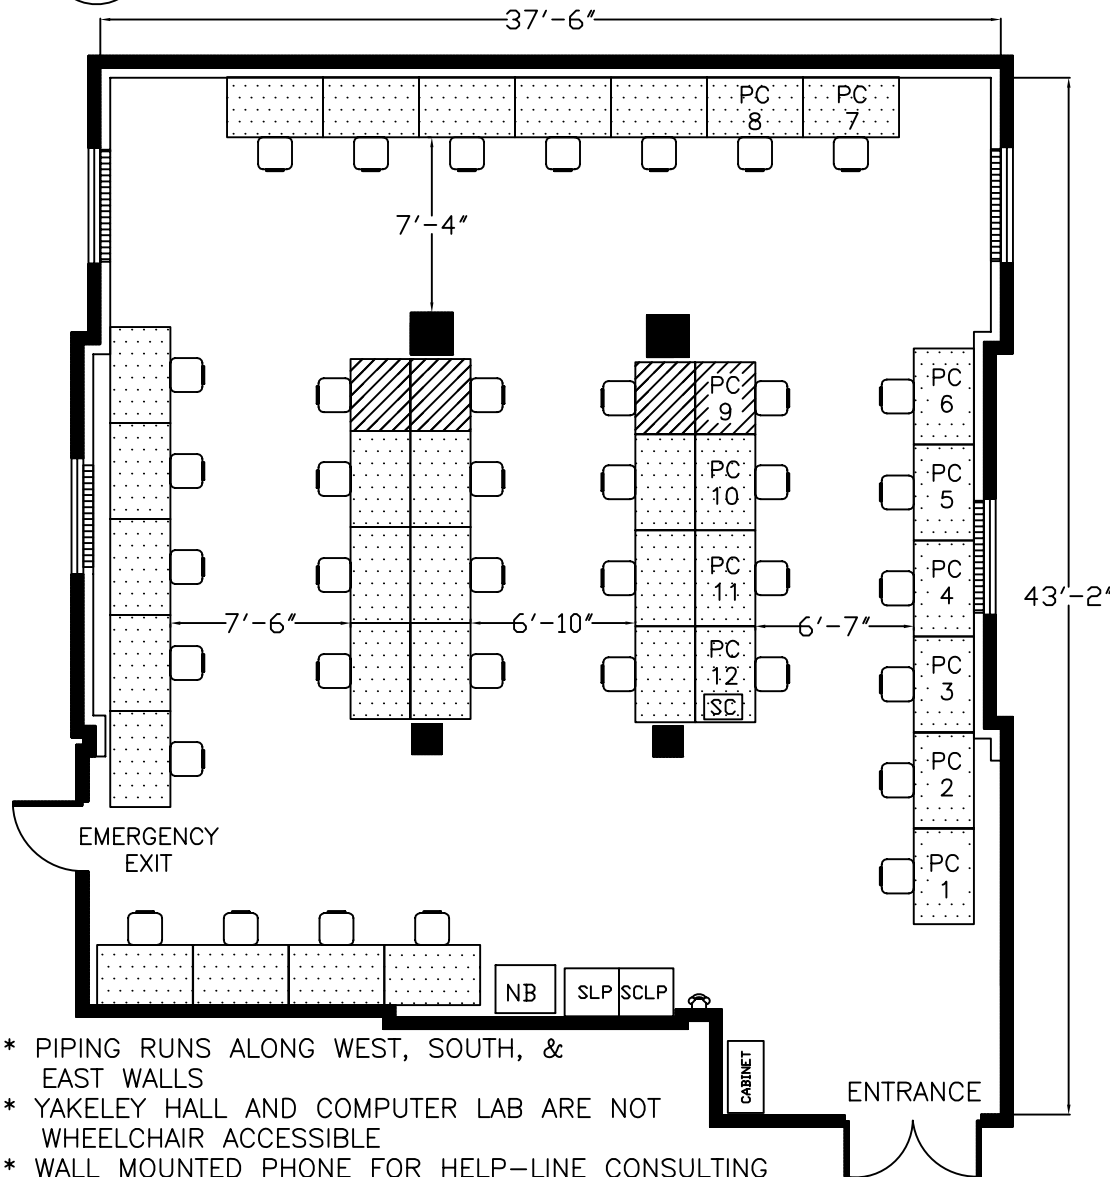 37'-6"
PC
8
PC
7
7'-4"
PC
9
PC
6
PC
10
PC
5
PC
11
PC
4
43'-2"
7'-6"
6'-10"
6'-7"
PC
12
SC
PC
3
PC
2
EMERGENCY
EXIT
PC
1
NB
SLP
SCLP
CABINET
ENTRANCE
* PIPING RUNS ALONG WEST, SOUTH, &
EAST WALLS
* YAKELEY HALL AND COMPUTER LAB ARE NOT
WHEELCHAIR ACCESSIBLE
* WALL MOUNTED PHONE FOR HELP-LINE CONSULTING